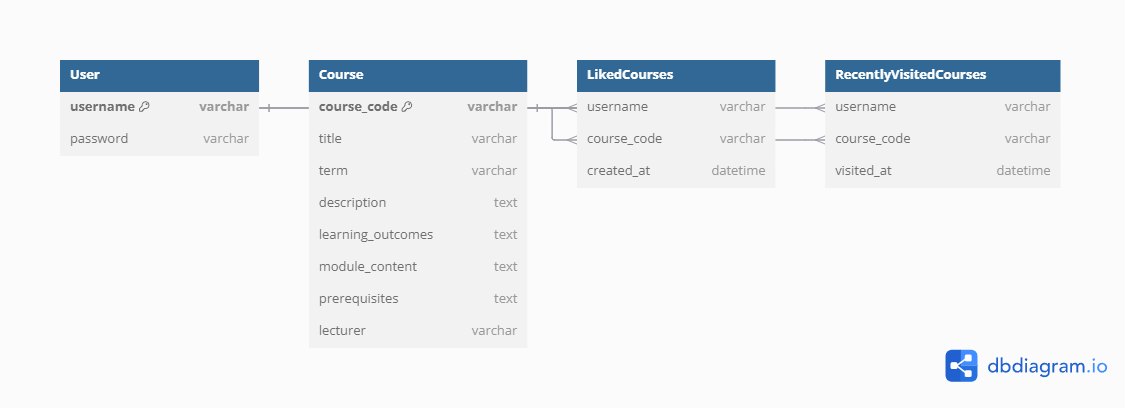 User
username varchar
password varchar
Course
course_code varchar
title varchar
term varchar
description text
learning_outcomes text
module_content text
prerequisites text
lecturer varchar
LikedCourses
username varchar
course_code varchar
created_at datetime
RecentlyVisitedCourses
username varchar
course_code varchar
visited_at datetime
dbdiagram.io